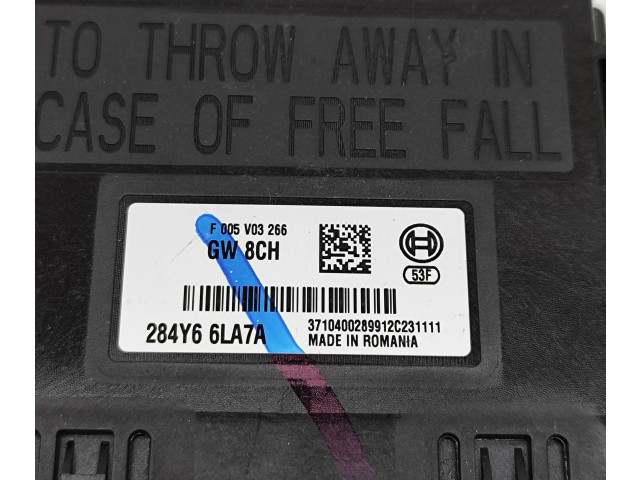 TO THROW AWAY IN
CASE OF FREE FALL
F 005 V03 266
GW 8CH
53F
284Y6 6LA7A
3710400289912C231111
MADE IN ROMANIA